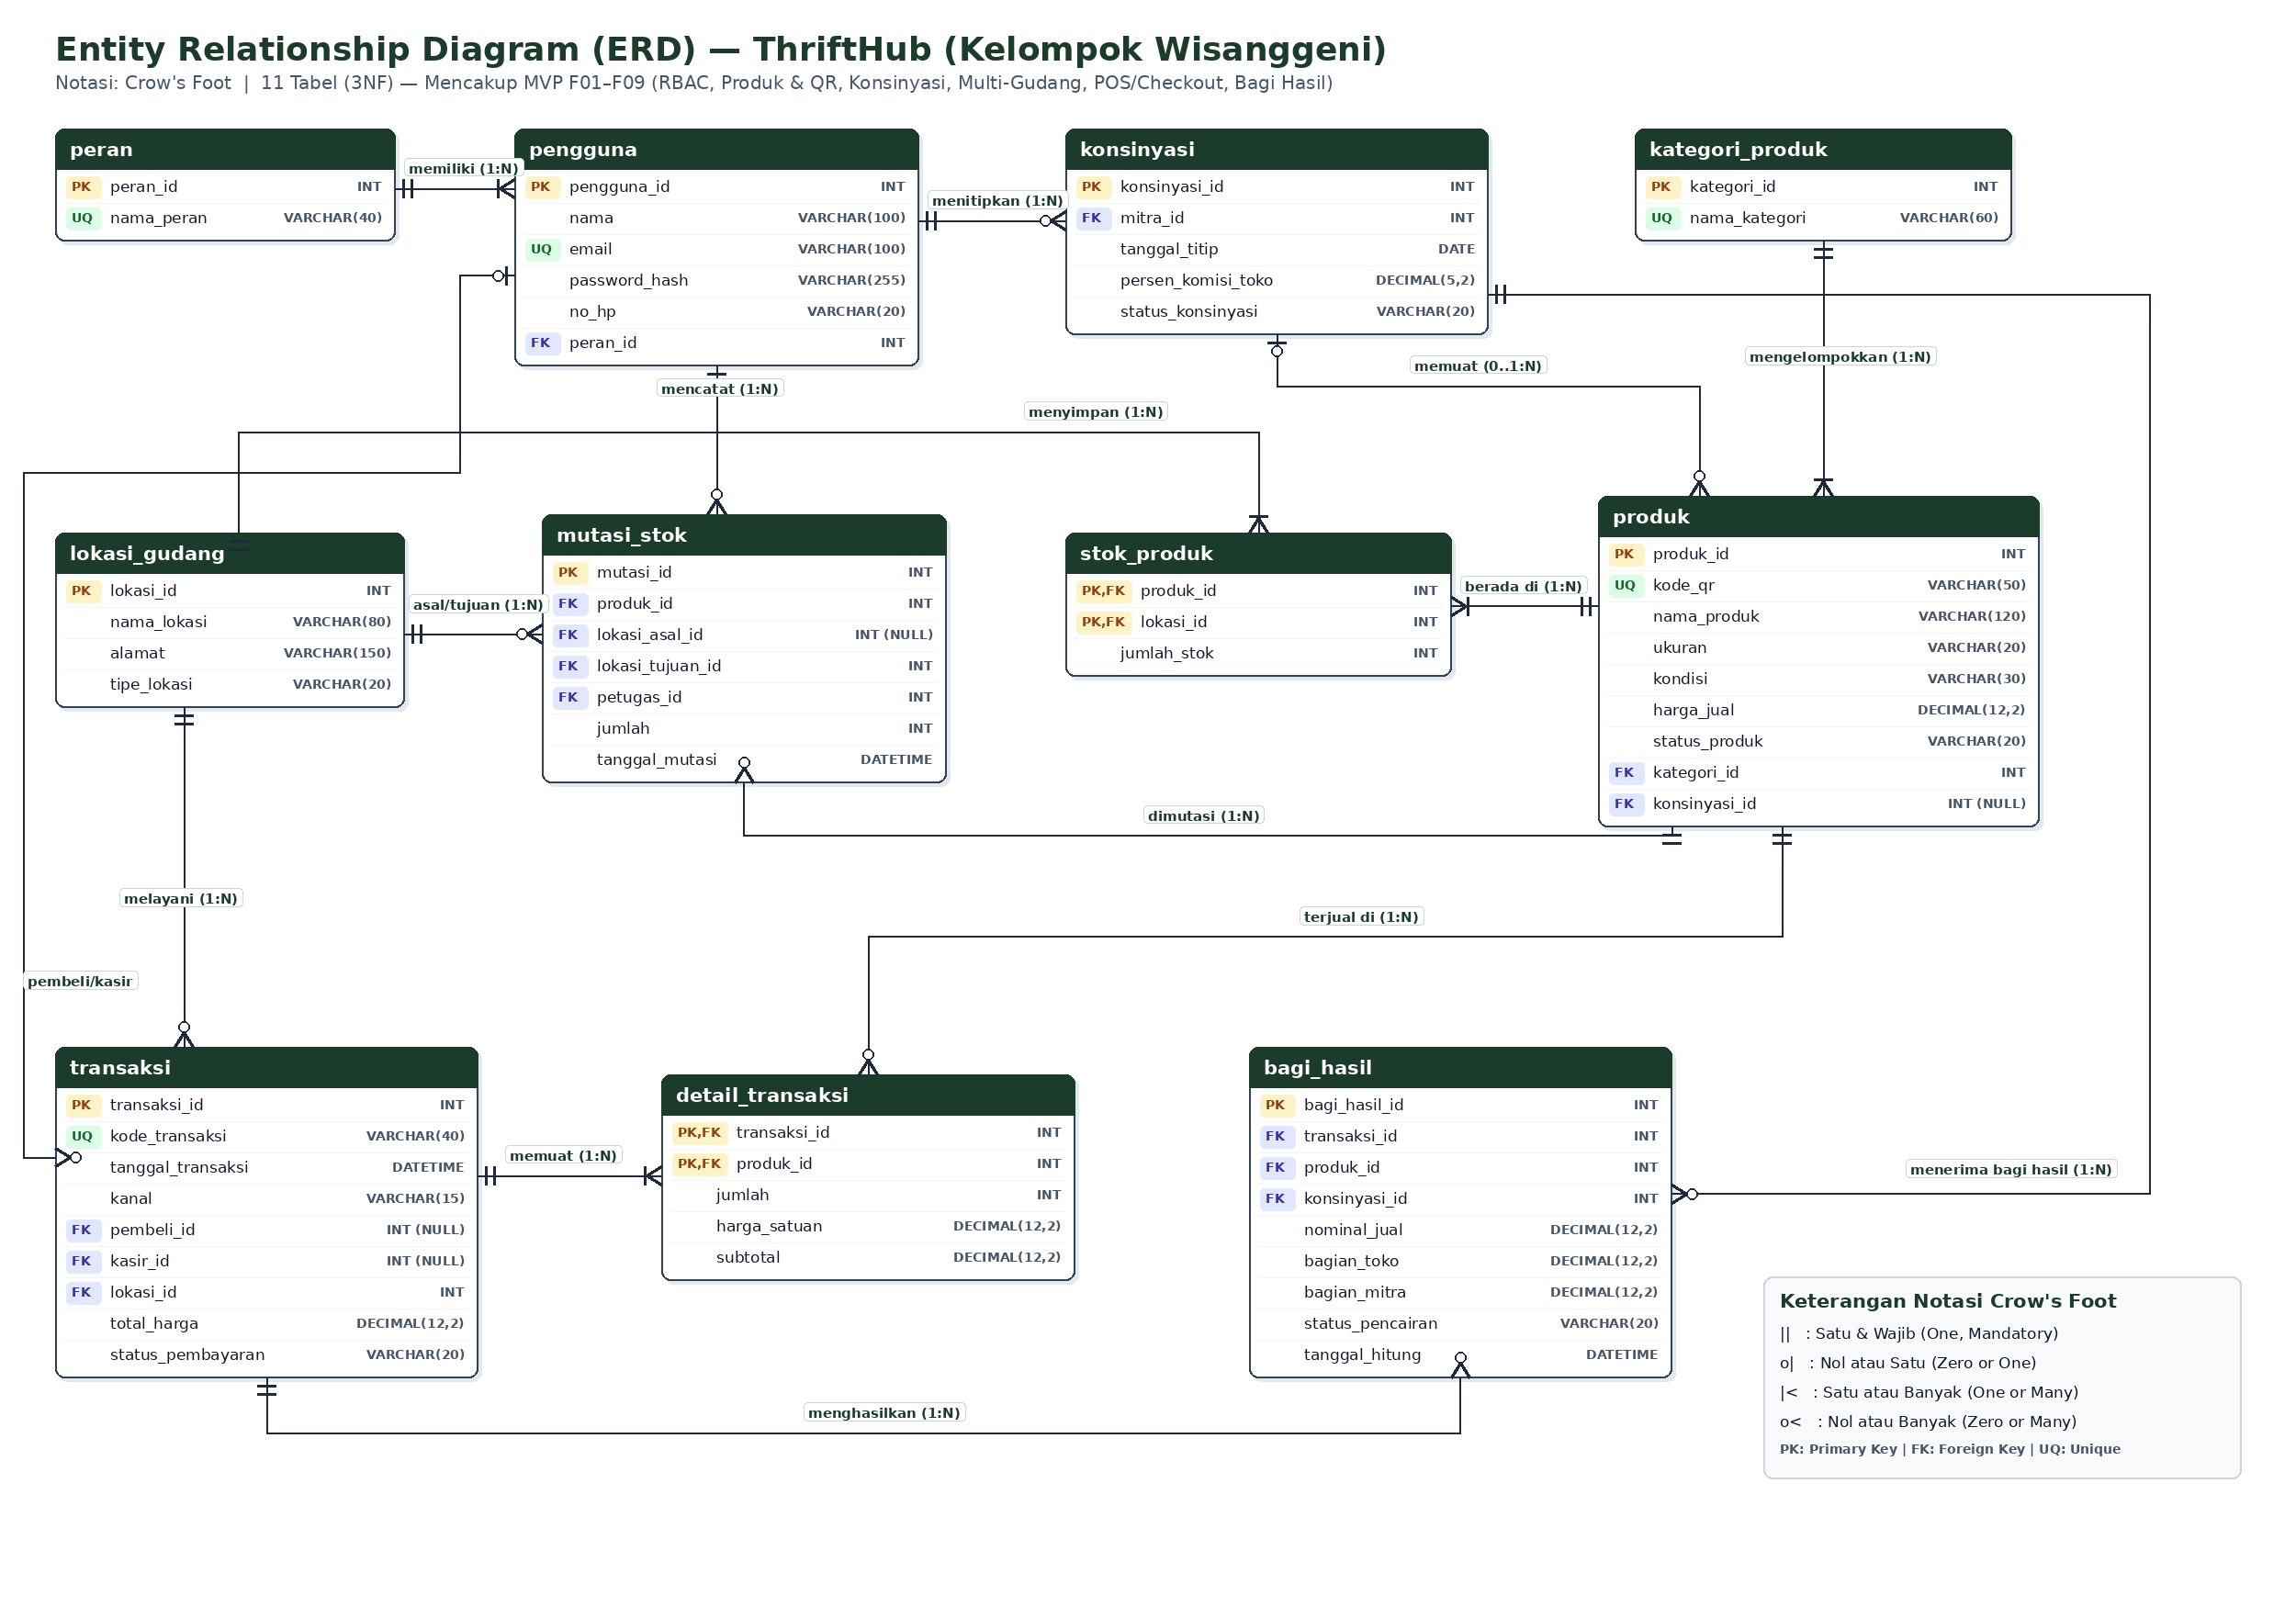 Entity Relationship Diagram (ERD) — ThriftHub (Kelompok Wisanggeni)
Notasi: Crow's Foot | 11 Tabel (3NF) — Mencakup MVP F01–F09 (RBAC, Produk & QR, Konsinyasi, Multi-Gudang, POS/Checkout, Bagi Hasil)
peran
PK peran_id INT
UQ nama_peran VARCHAR(40)
memiliki (1:N)
pengguna
PK pengguna_id INT
nama VARCHAR(100)
UQ email VARCHAR(100)
password_hash VARCHAR(255)
no_hp VARCHAR(20)
FK peran_id INT
menitipkan (1:N)
konsinyasi
PK konsinyasi_id INT
FK mitra_id INT
tanggal_titip DATE
persen_komisi_toko DECIMAL(5,2)
status_konsinyasi VARCHAR(20)
kategori_produk
PK kategori_id INT
UQ nama_kategori VARCHAR(60)
mencatat (1:N)
menyimpan (1:N)
memuat (0..1:N)
mengelompokkan (1:N)
lokasi_gudang
PK lokasi_id INT
nama_lokasi VARCHAR(80)
alamat VARCHAR(150)
tipe_lokasi VARCHAR(20)
asal/tujuan (1:N)
mutasi_stok
PK mutasi_id INT
FK produk_id INT
FK lokasi_asal_id INT (NULL)
FK lokasi_tujuan_id INT
FK petugas_id INT
jumlah INT
tanggal_mutasi DATETIME
stok_produk
PK,FK produk_id INT
PK,FK lokasi_id INT
jumlah_stok INT
berada di (1:N)
produk
PK produk_id INT
UQ kode_qr VARCHAR(50)
nama_produk VARCHAR(120)
ukuran VARCHAR(20)
kondisi VARCHAR(30)
harga_jual DECIMAL(12,2)
status_produk VARCHAR(20)
FK kategori_id INT
FK konsinyasi_id INT (NULL)
dimutasi (1:N)
melayani (1:N)
terjual di (1:N)
pembeli/kasir
transaksi
PK transaksi_id INT
UQ kode_transaksi VARCHAR(40)
tanggal_transaksi DATETIME
kanal VARCHAR(15)
FK pembeli_id INT (NULL)
FK kasir_id INT (NULL)
FK lokasi_id INT
total_harga DECIMAL(12,2)
status_pembayaran VARCHAR(20)
memuat (1:N)
detail_transaksi
PK,FK transaksi_id INT
PK,FK produk_id INT
jumlah INT
harga_satuan DECIMAL(12,2)
subtotal DECIMAL(12,2)
bagi_hasil
PK bagi_hasil_id INT
FK transaksi_id INT
FK produk_id INT
FK konsinyasi_id INT
nominal_jual DECIMAL(12,2)
bagian_toko DECIMAL(12,2)
bagian_mitra DECIMAL(12,2)
status_pencairan VARCHAR(20)
tanggal_hitung DATETIME
menerima bagi hasil (1:N)
menghasilkan (1:N)
Keterangan Notasi Crow's Foot
|| : Satu & Wajib (One, Mandatory)
o| : Nol atau Satu (Zero or One)
|< : Satu atau Banyak (One or Many)
o< : Nol atau Banyak (Zero or Many)
PK: Primary Key | FK: Foreign Key | UQ: Unique